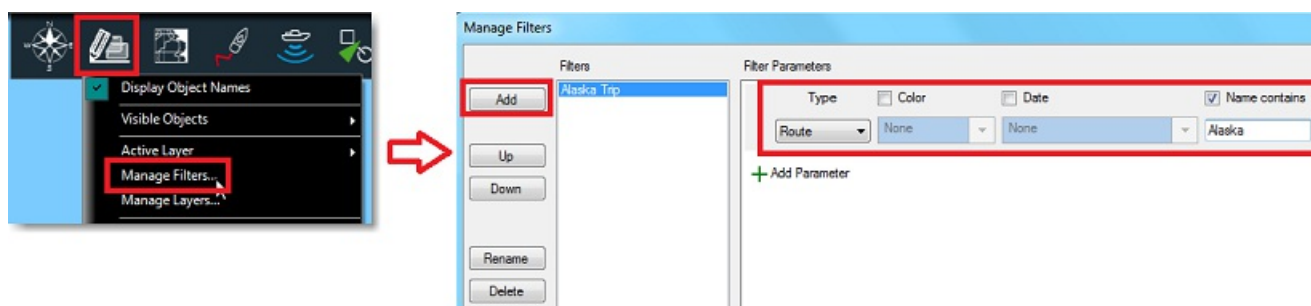 N
W
S
Display Object Names
Visible Objects
Active Layer
Manage Filters...
Manage Layers...
Manage Filters
Filters
Filter Parameters
Add
Alaska Trip
Type
Color
Date
Name contains
Route
None
None
Alaska
Up
Add Parameter
Down
Rename
Delete